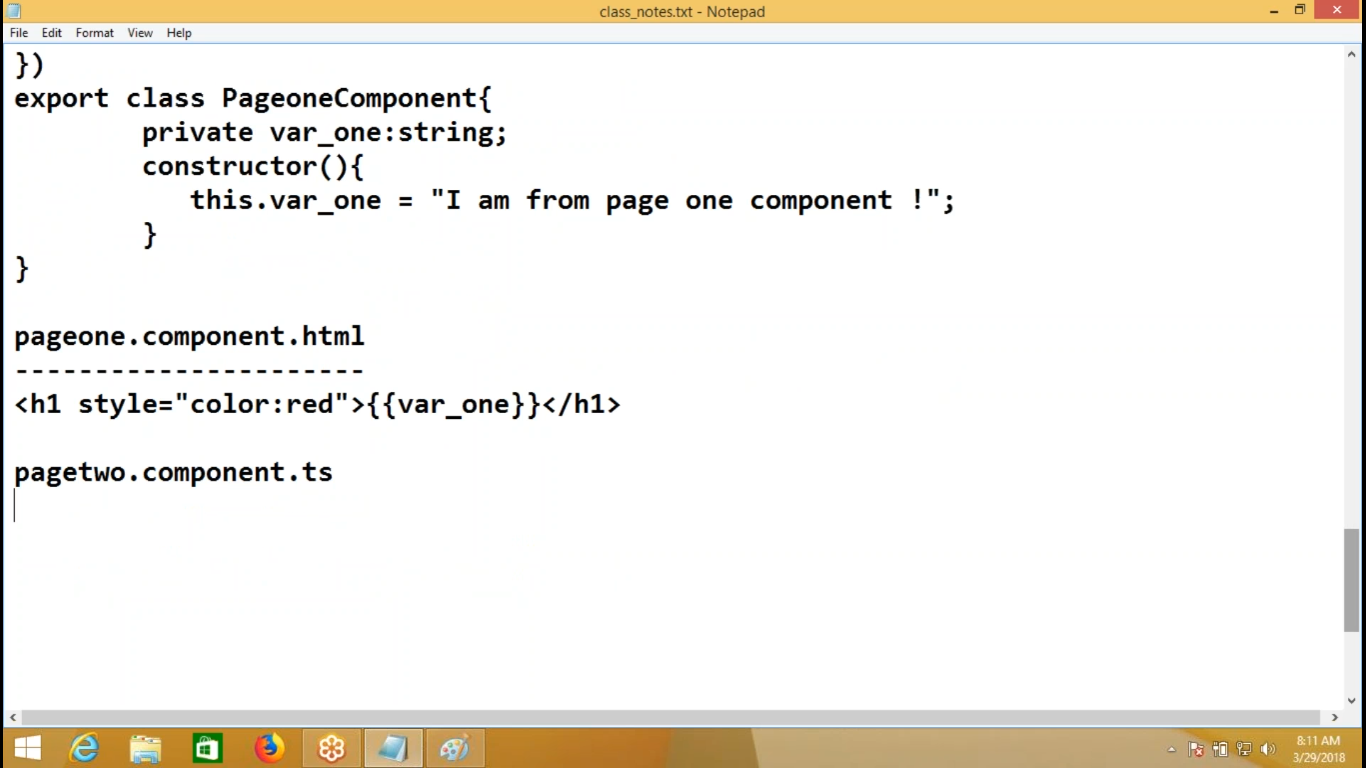 class_notes.txt - Notepad
File Edit Format View Help
})
export class PageoneComponent{
private var_one:string;
constructor(){
this.var_one = "I am from page one component !";
}
}
pageone.component.html
----------------------
<h1 style="color:red">{{var_one}}</h1>
pagetwo.component.ts
8:11 AM
3/29/2018